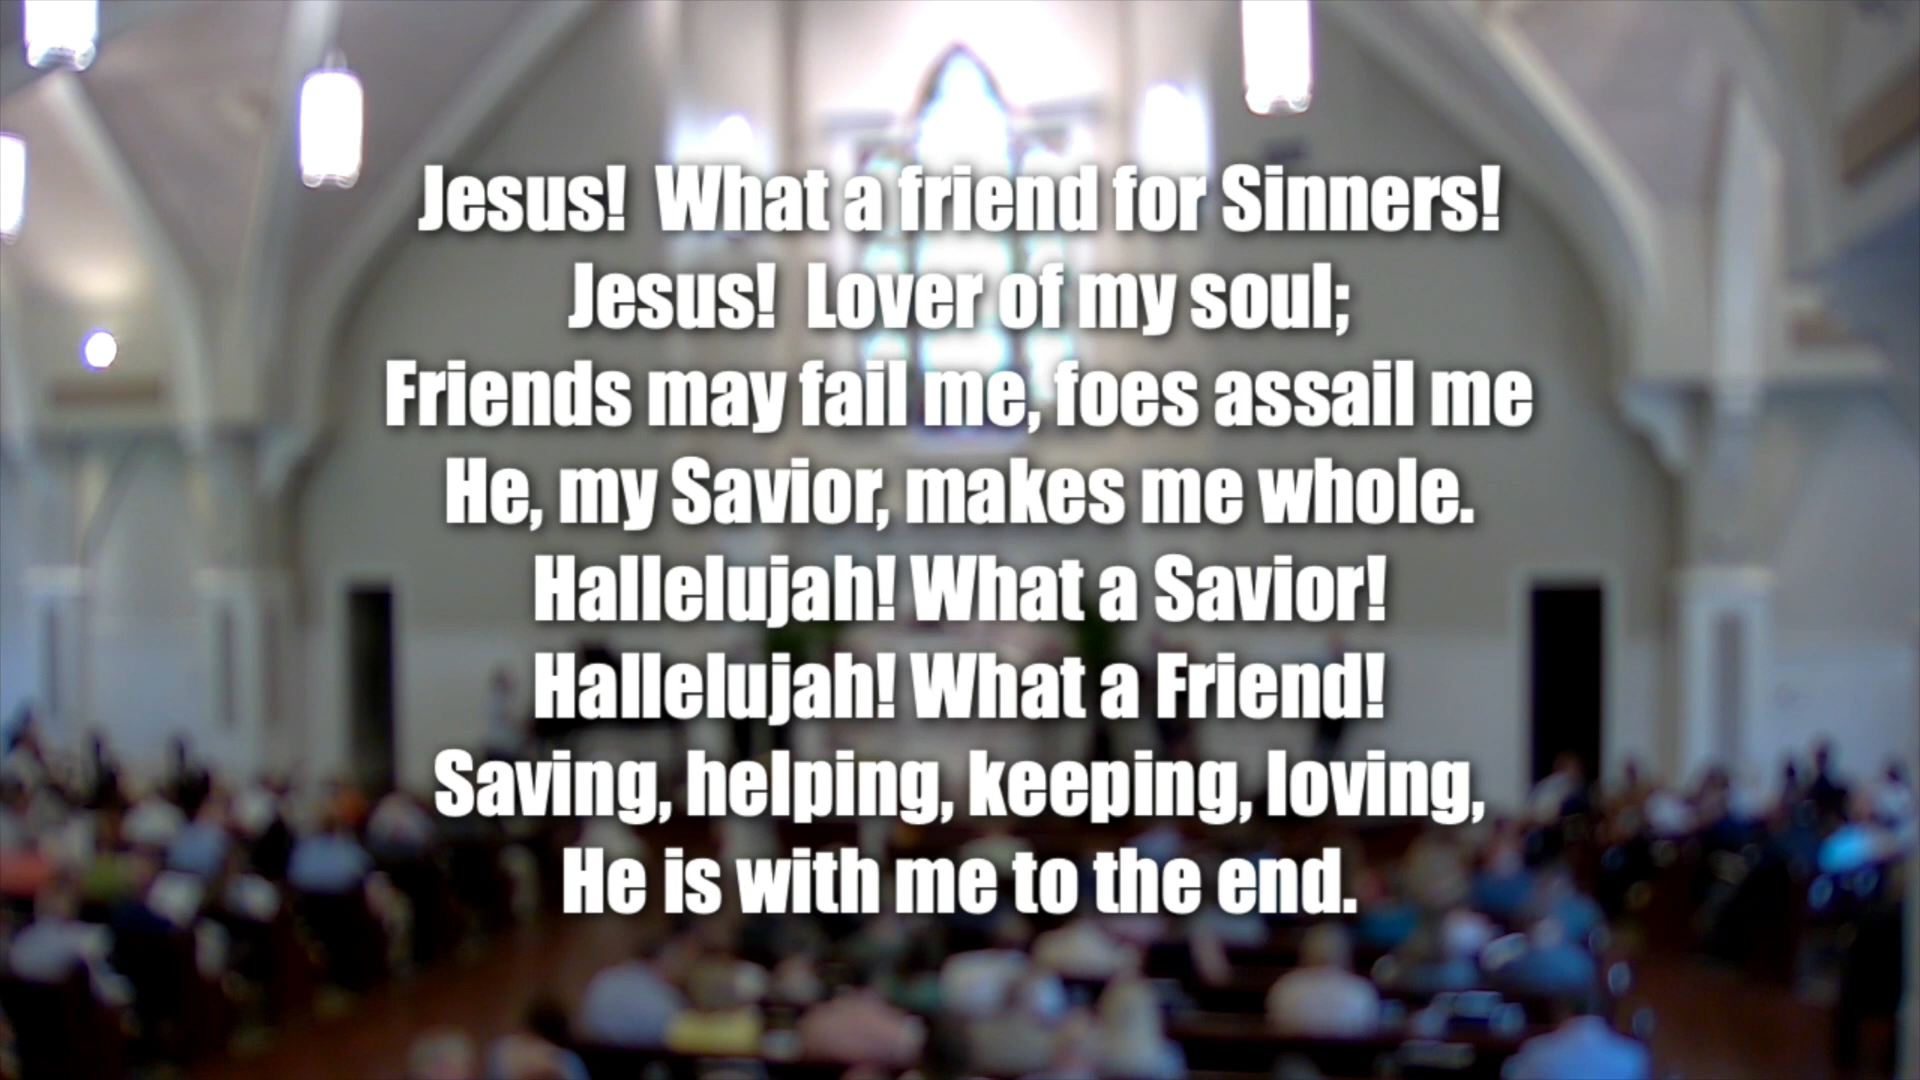 Jesus!  What a friend for Sinners!
Jesus!  Lover of my soul;
Friends may fail me, foes assail me
He, my Savior, makes me whole.
Hallelujah! What a Savior!
Hallelujah! What a Friend!
Saving, helping, keeping, loving,
He is with me to the end.